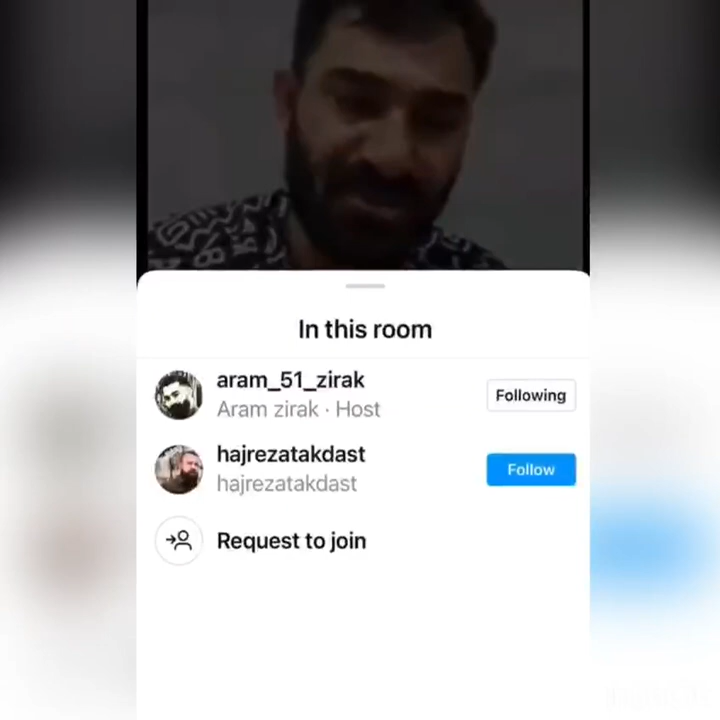 In this room
aram_51_zirak
Aram zirak · Host
Following
hajrezatakdast
hajrezatakdast
Follow
Request to join